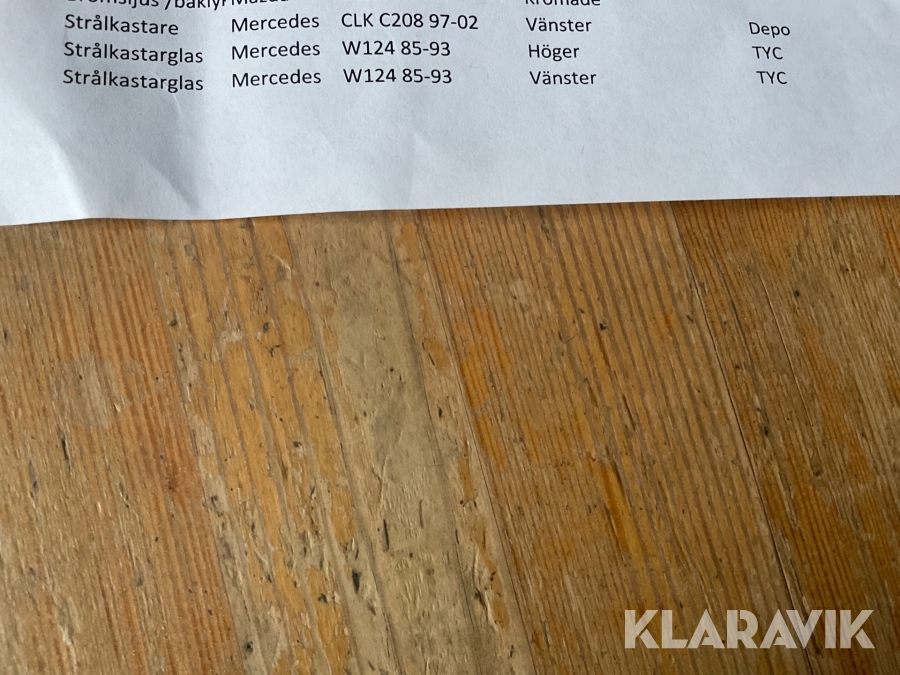 Strålkastare Mercedes CLK C208 97-02 Vänster Depo
Strålkastarglas Mercedes W124 85-93 Höger TYC
Strålkastarglas Mercedes W124 85-93 Vänster TYC
KLARAVIK